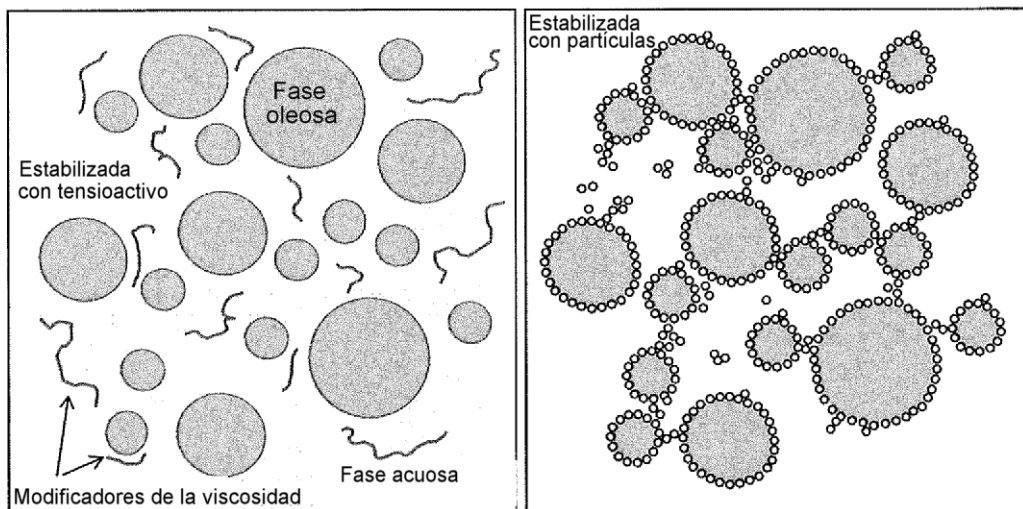 Fase
oleosa
Estabilizada
con tensioactivo
Modificadores de la viscosidad
Fase acuosa
Estabilizada
con partículas